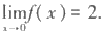 lim f( x ) = 2.
x→0